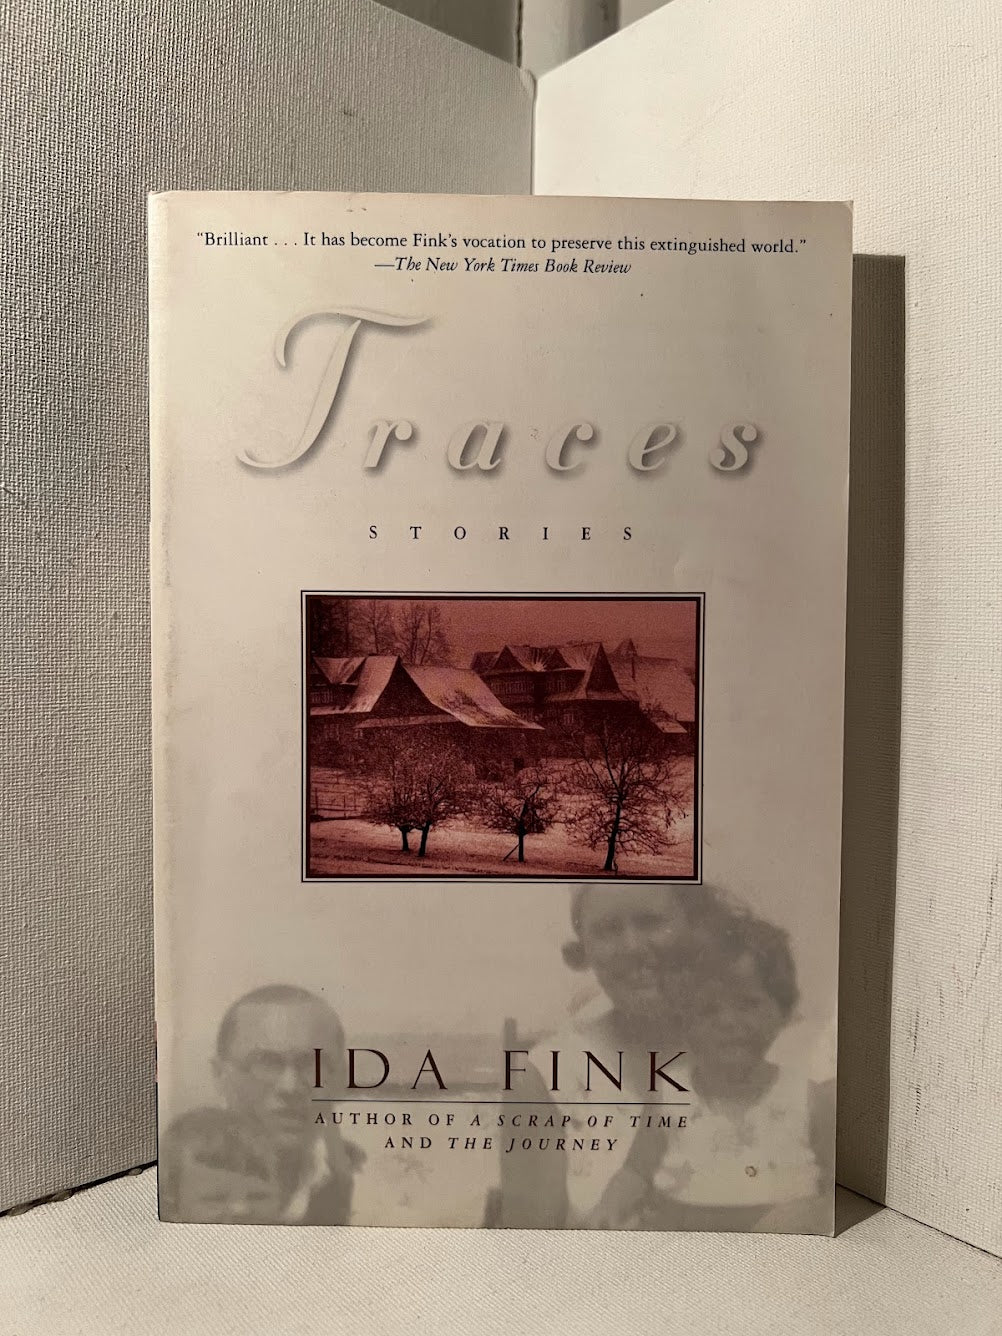 “Brilliant . . . It has become Fink’s vocation to preserve this extinguished world.”
—The New York Times Book Review
Traces
STORIES
IDA FINK
AUTHOR OF A SCRAP OF TIME
AND THE JOURNEY